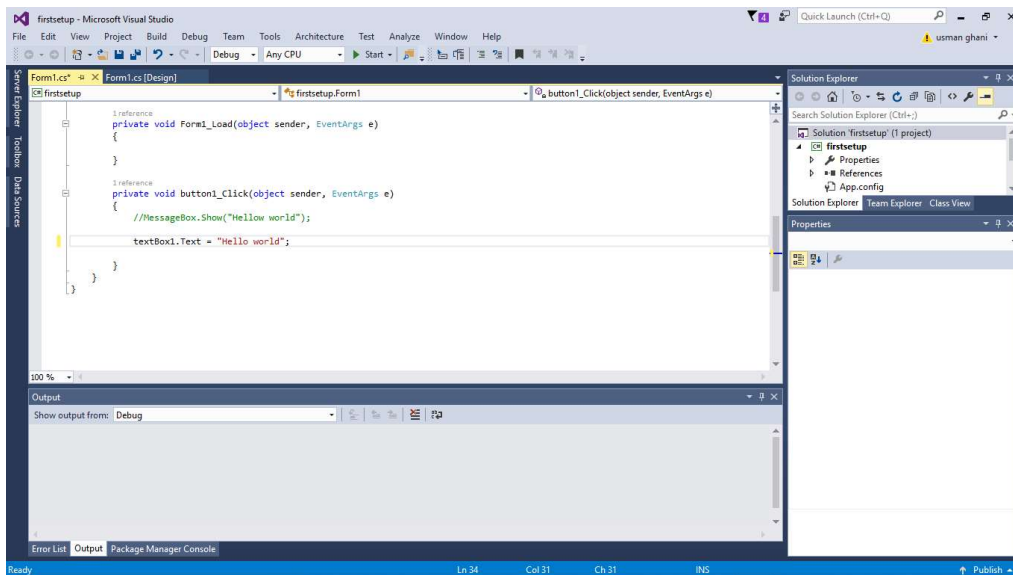 firstsetup - Microsoft Visual Studio
4
Quick Launch (Ctrl+Q)
File Edit View Project Build Debug Team Tools Architecture Test Analyze Window Help
usman ghani
Debug Any CPU Start
Server Explorer
Toolbox
Data Sources
Form1.cs* Form1.cs [Design]
firstsetup
firstsetup.Form1
button1_Click(object sender, EventArgs e)
1 reference
private void Form1_Load(object sender, EventArgs e)
{
}
1 reference
private void button1_Click(object sender, EventArgs e)
{
//MessageBox.Show("Hellow world");
textBox1.Text = "Hello world";
}
}
}
100 %
Solution Explorer
Search Solution Explorer (Ctrl+;)
Solution 'firstsetup' (1 project)
C# firstsetup
Properties
References
App.config
Solution Explorer Team Explorer Class View
Properties
Output
Show output from: Debug
Error List Output Package Manager Console
Ready
Ln 34 Col 31 Ch 31 INS
Publish